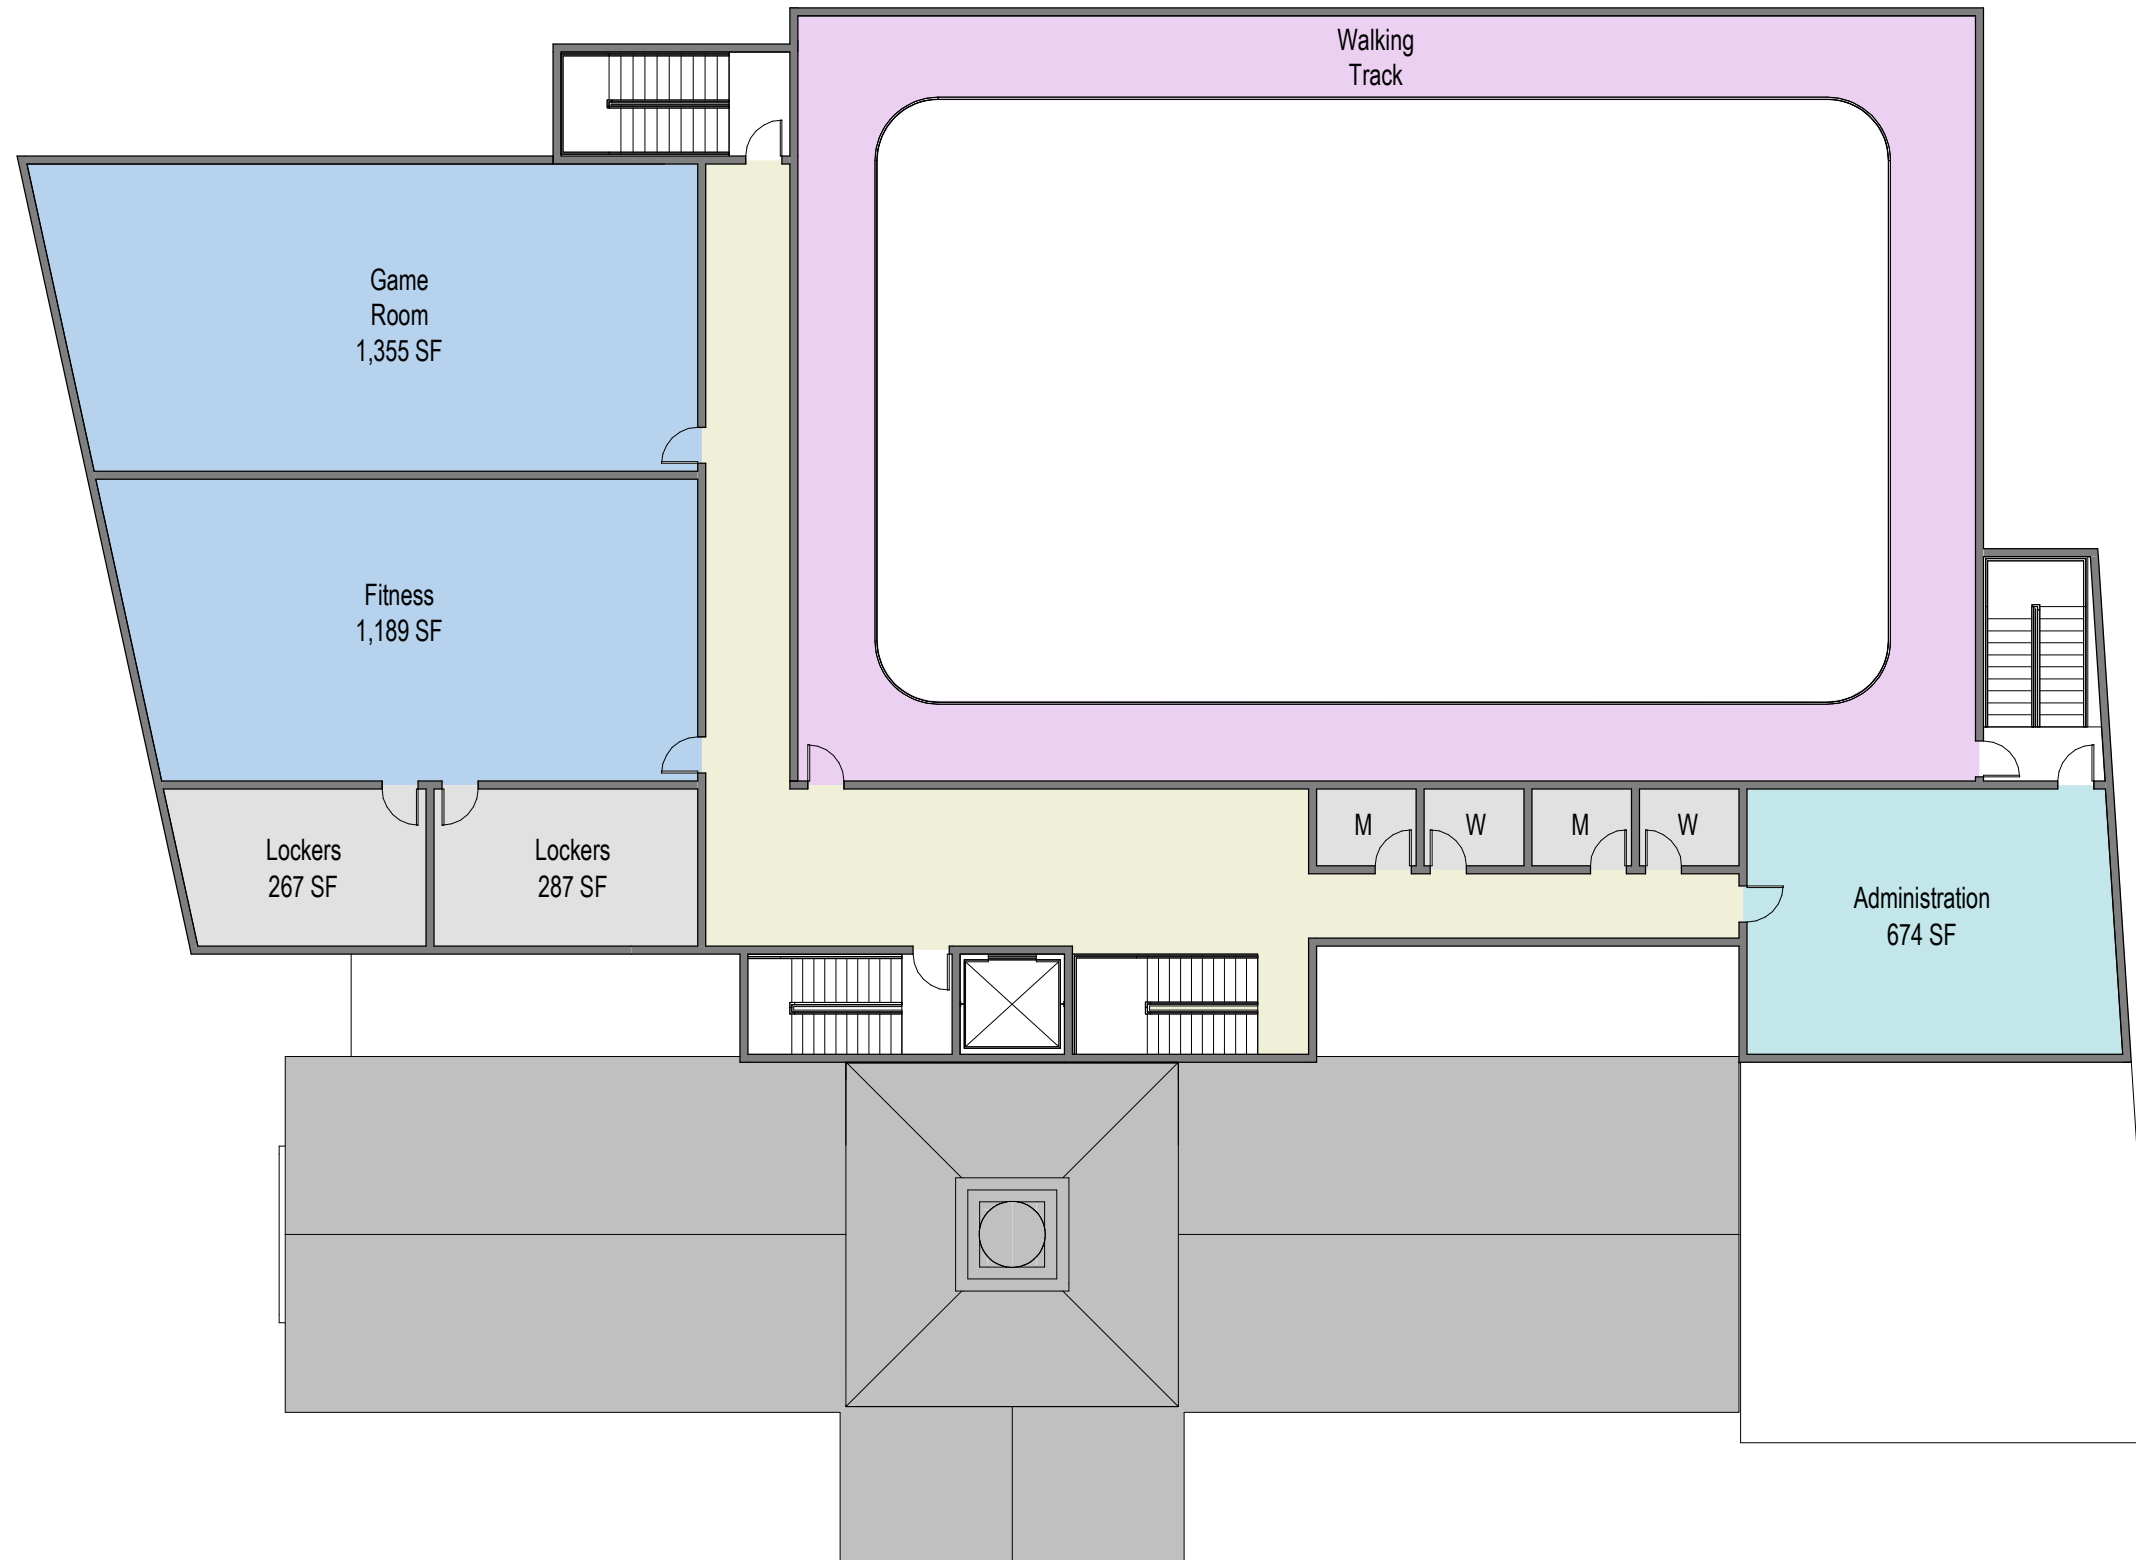 Walking
Track
Game
Room
1,355 SF
Fitness
1,189 SF
Lockers
267 SF
Lockers
287 SF
M
W
M
W
Administration
674 SF